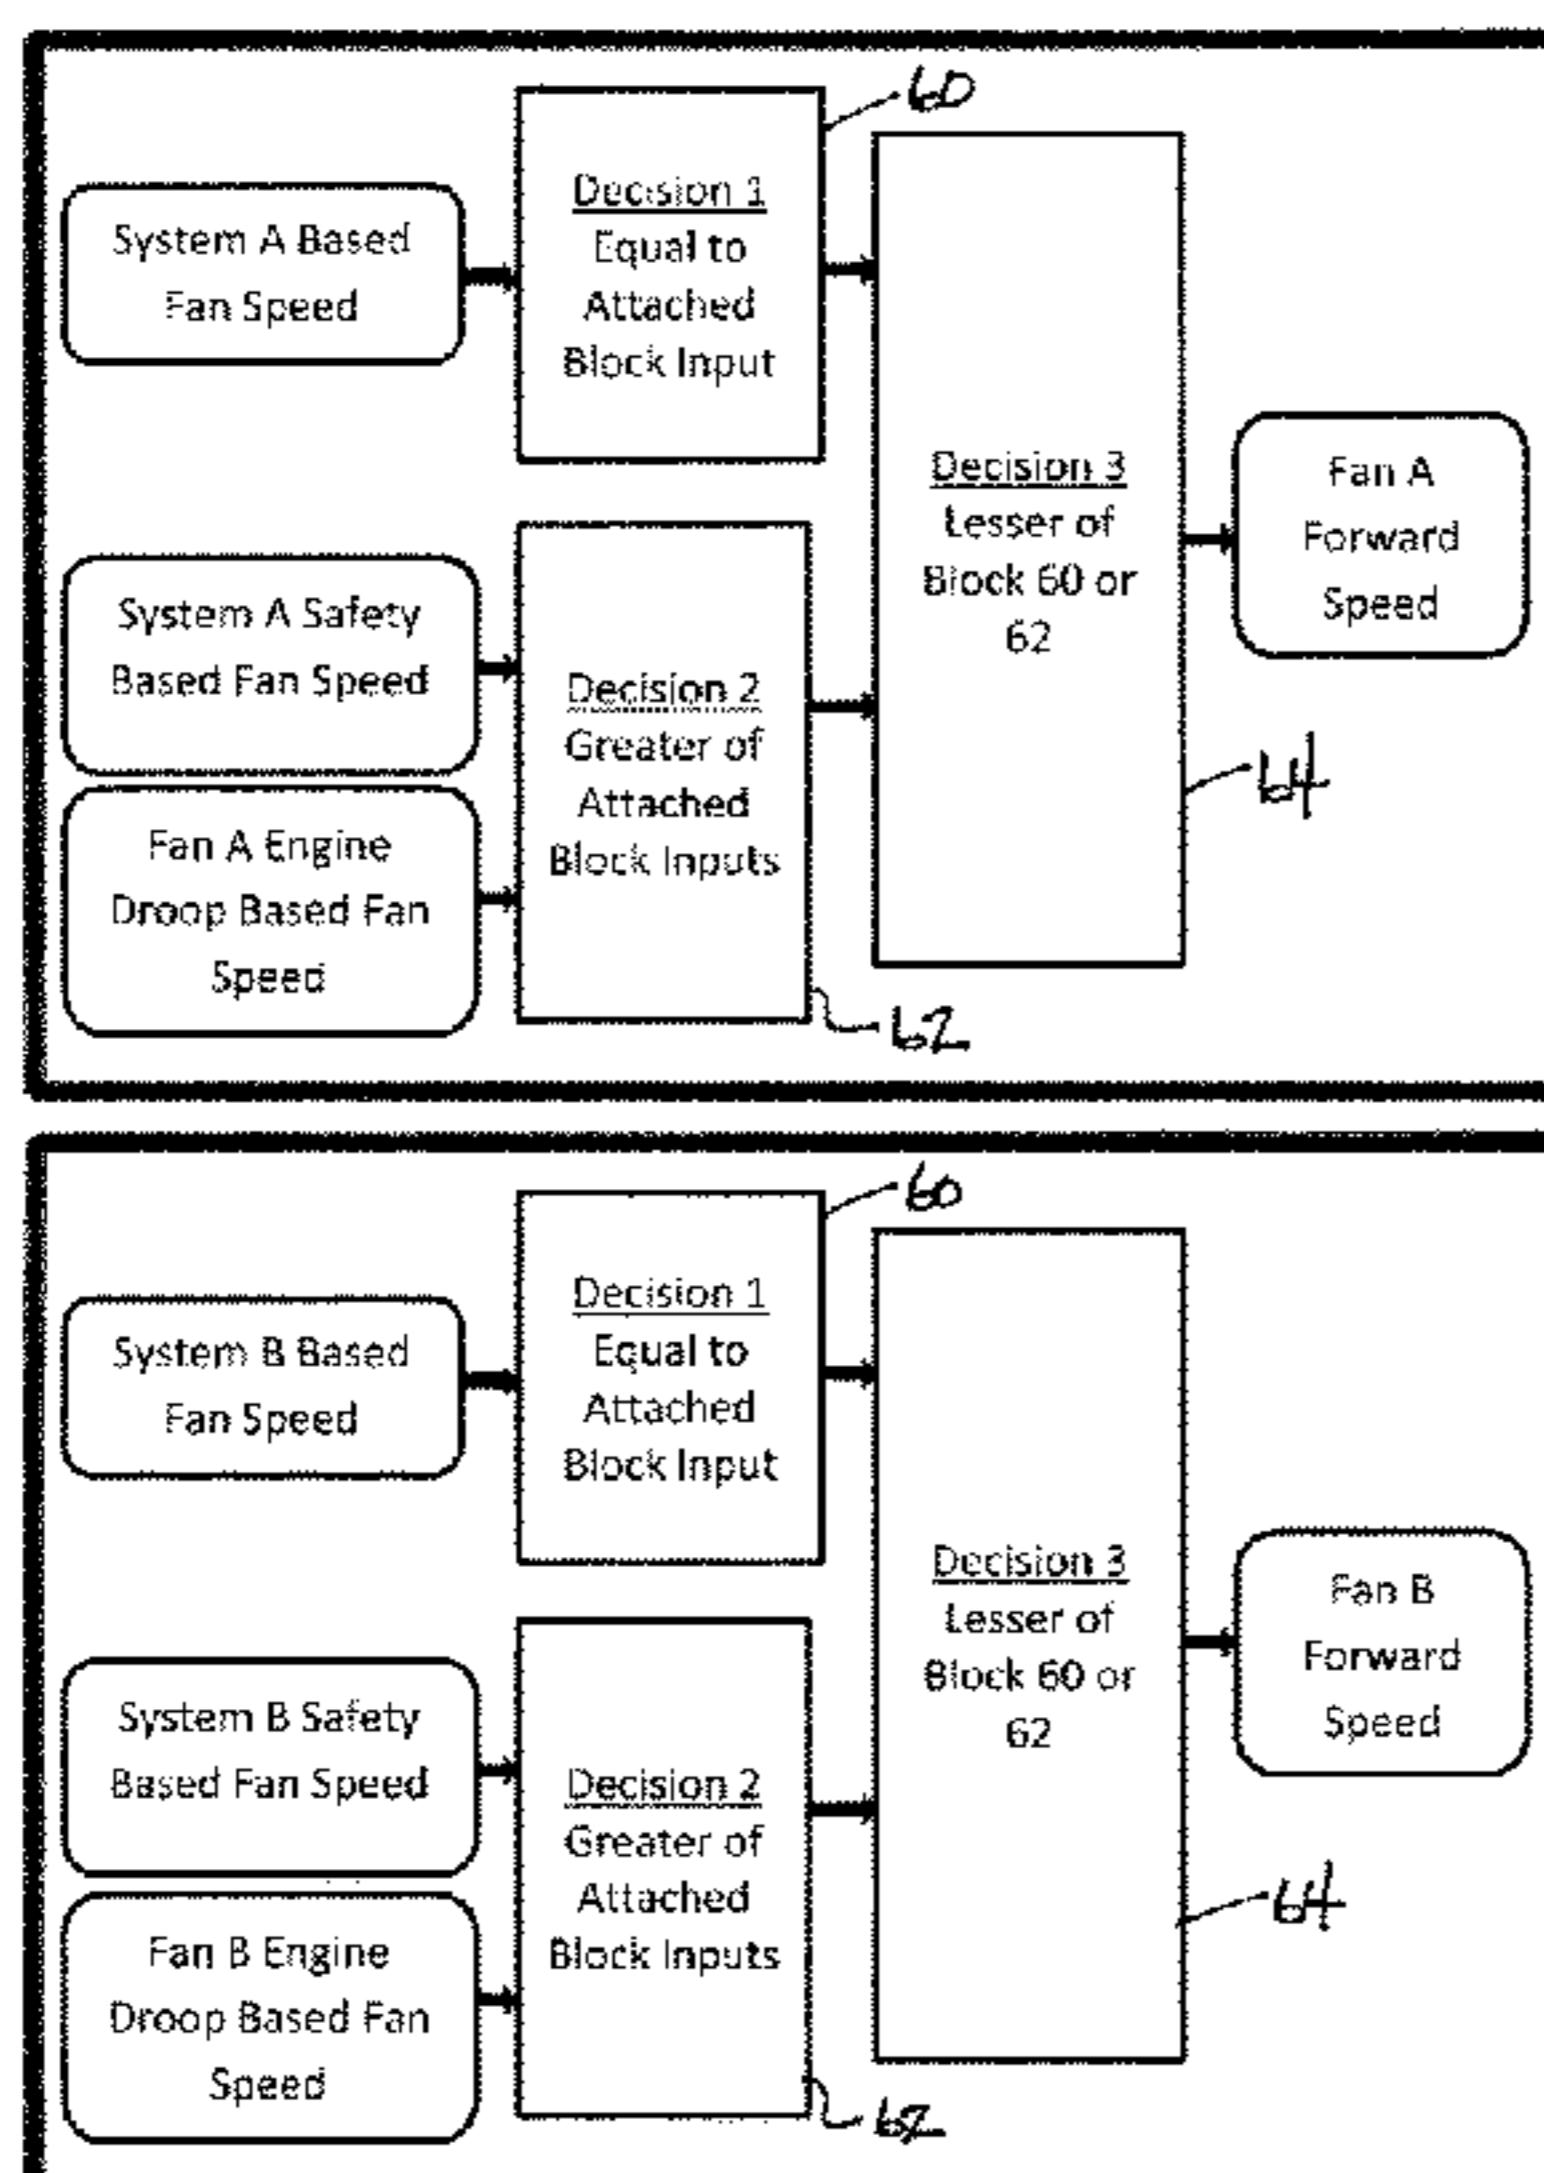 60
System A Based
Fan Speed
Decision 1
Equal to
Attached
Block Input
System A Safety
Based Fan Speed
Fan A Engine
Droop Based Fan
Speed
Decision 2
Greater of
Attached
Block Inputs
62
Decision 3
Lesser of
Block 60 or
62
64
Fan A
Forward
Speed
60
System B Based
Fan Speed
Decision 1
Equal to
Attached
Block Input
System B Safety
Based Fan Speed
Fan B Engine
Droop Based Fan
Speed
Decision 2
Greater of
Attached
Block Inputs
62
Decision 3
Lesser of
Block 60 or
62
64
Fan B
Forward
Speed